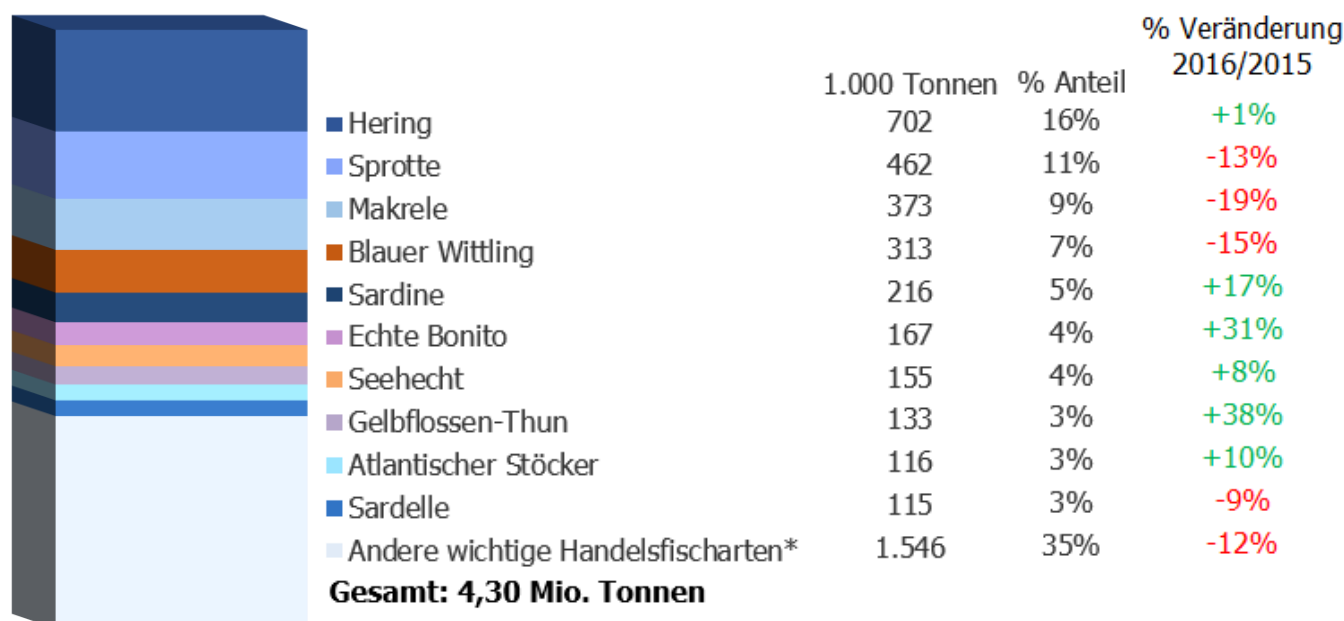 % Veränderung
2016/2015
1.000 Tonnen % Anteil
Hering 702 16% +1%
Sprotte 462 11% -13%
Makrele 373 9% -19%
Blauer Wittling 313 7% -15%
Sardine 216 5% +17%
Echte Bonito 167 4% +31%
Seehecht 155 4% +8%
Gelbflossen-Thun 133 3% +38%
Atlantischer Stöcker 116 3% +10%
Sardelle 115 3% -9%
Andere wichtige Handelsfischarten* 1.546 35% -12%
Gesamt: 4,30 Mio. Tonnen